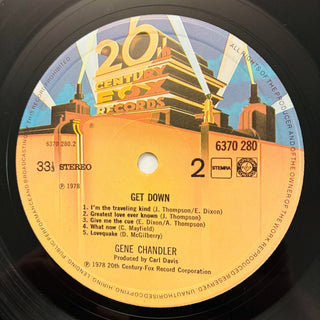 20th
CENTURY
FOX
RECORDS
6370 280.2
6370 280
33⅓ STEREO
2
STEMRA
℗ 1978
GET DOWN
1. I'm the traveling kind (J. Thompson/E. Dixon)
2. Greatest love ever known (J. Thompson)
3. Give me the cue (E. Dixon/A. Thompson)
4. What now (C. Mayfield)
5. Lovequake (D. McGilberry)
GENE CHANDLER
Produced by Carl Davis
℗ 1978 20th Century Fox Record Corporation
ALL RIGHTS OF THE MANUFACTURER AND OF THE OWNER OF THE RECORDED WORK RESERVED. UNAUTHORISED COPYING, LENDING, HIRING, PUBLIC PERFORMANCE AND BROADCASTING OF THIS RECORD PROHIBITED